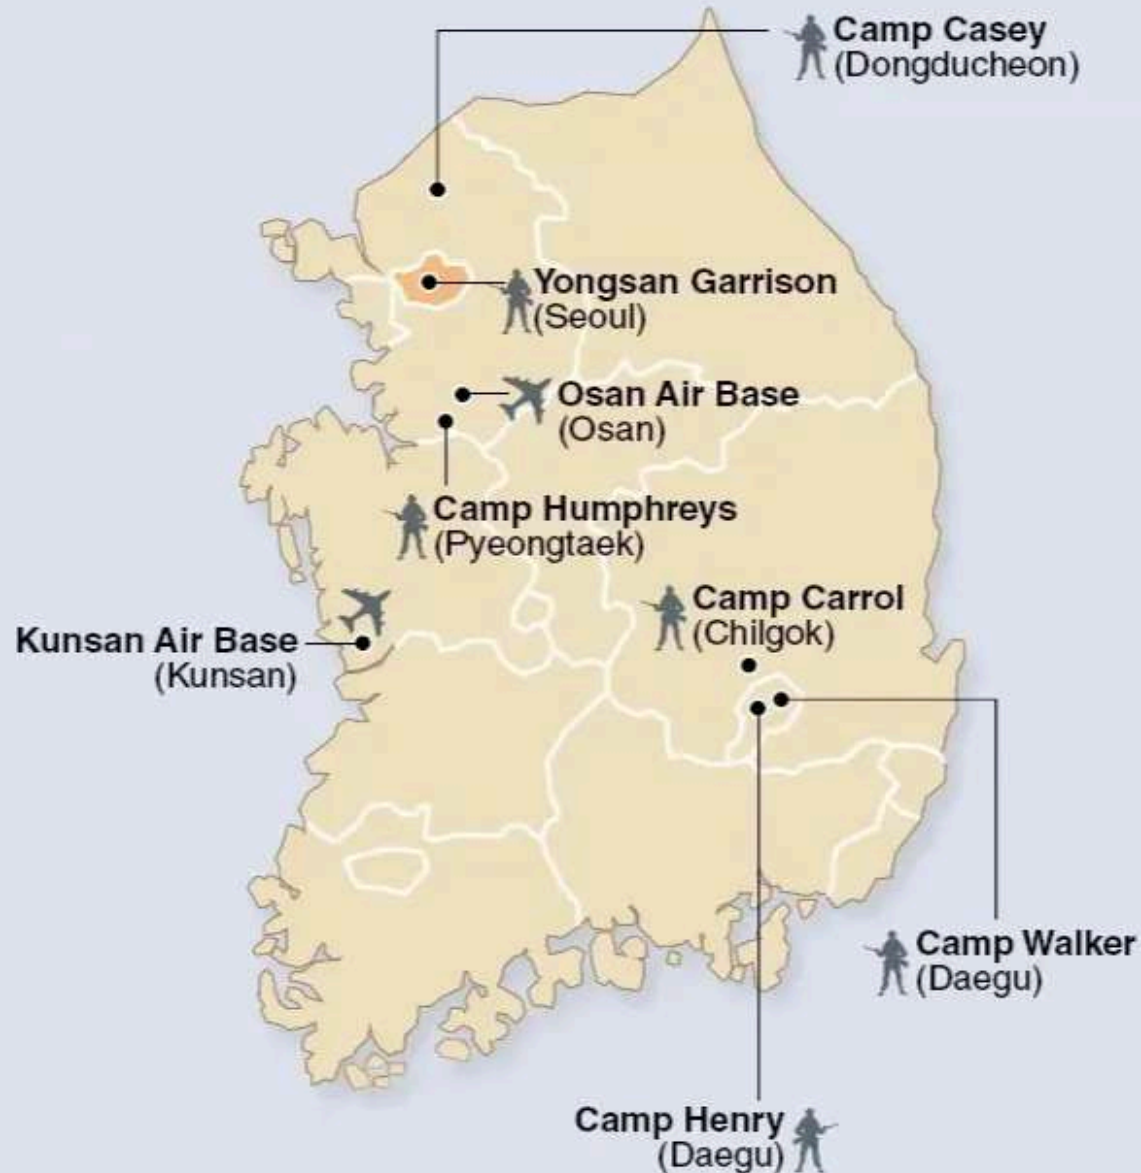 Camp Casey
(Dongducheon)
Yongsan Garrison
(Seoul)
Osan Air Base
(Osan)
Camp Humphreys
(Pyeongtaek)
Camp Carrol
(Chilgok)
Kunsan Air Base
(Kunsan)
Camp Walker
(Daegu)
Camp Henry
(Daegu)